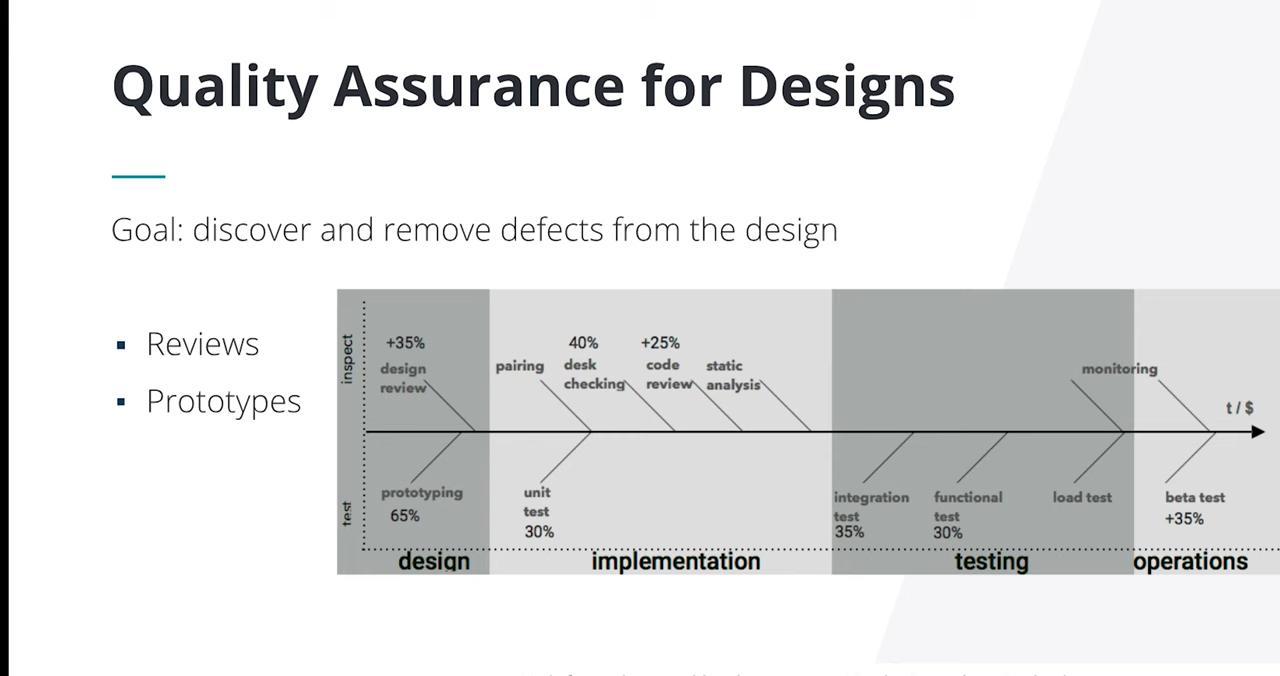 Quality Assurance for Designs
Goal: discover and remove defects from the design
▪ Reviews
▪ Prototypes
inspect
+35%
design
review
pairing
40%
desk
checking
+25%
code
review
static
analysis
monitoring
t / $
test
prototyping
65%
unit
test
30%
integration
test
35%
functional
test
30%
load test
beta test
+35%
design
implementation
testing
operations